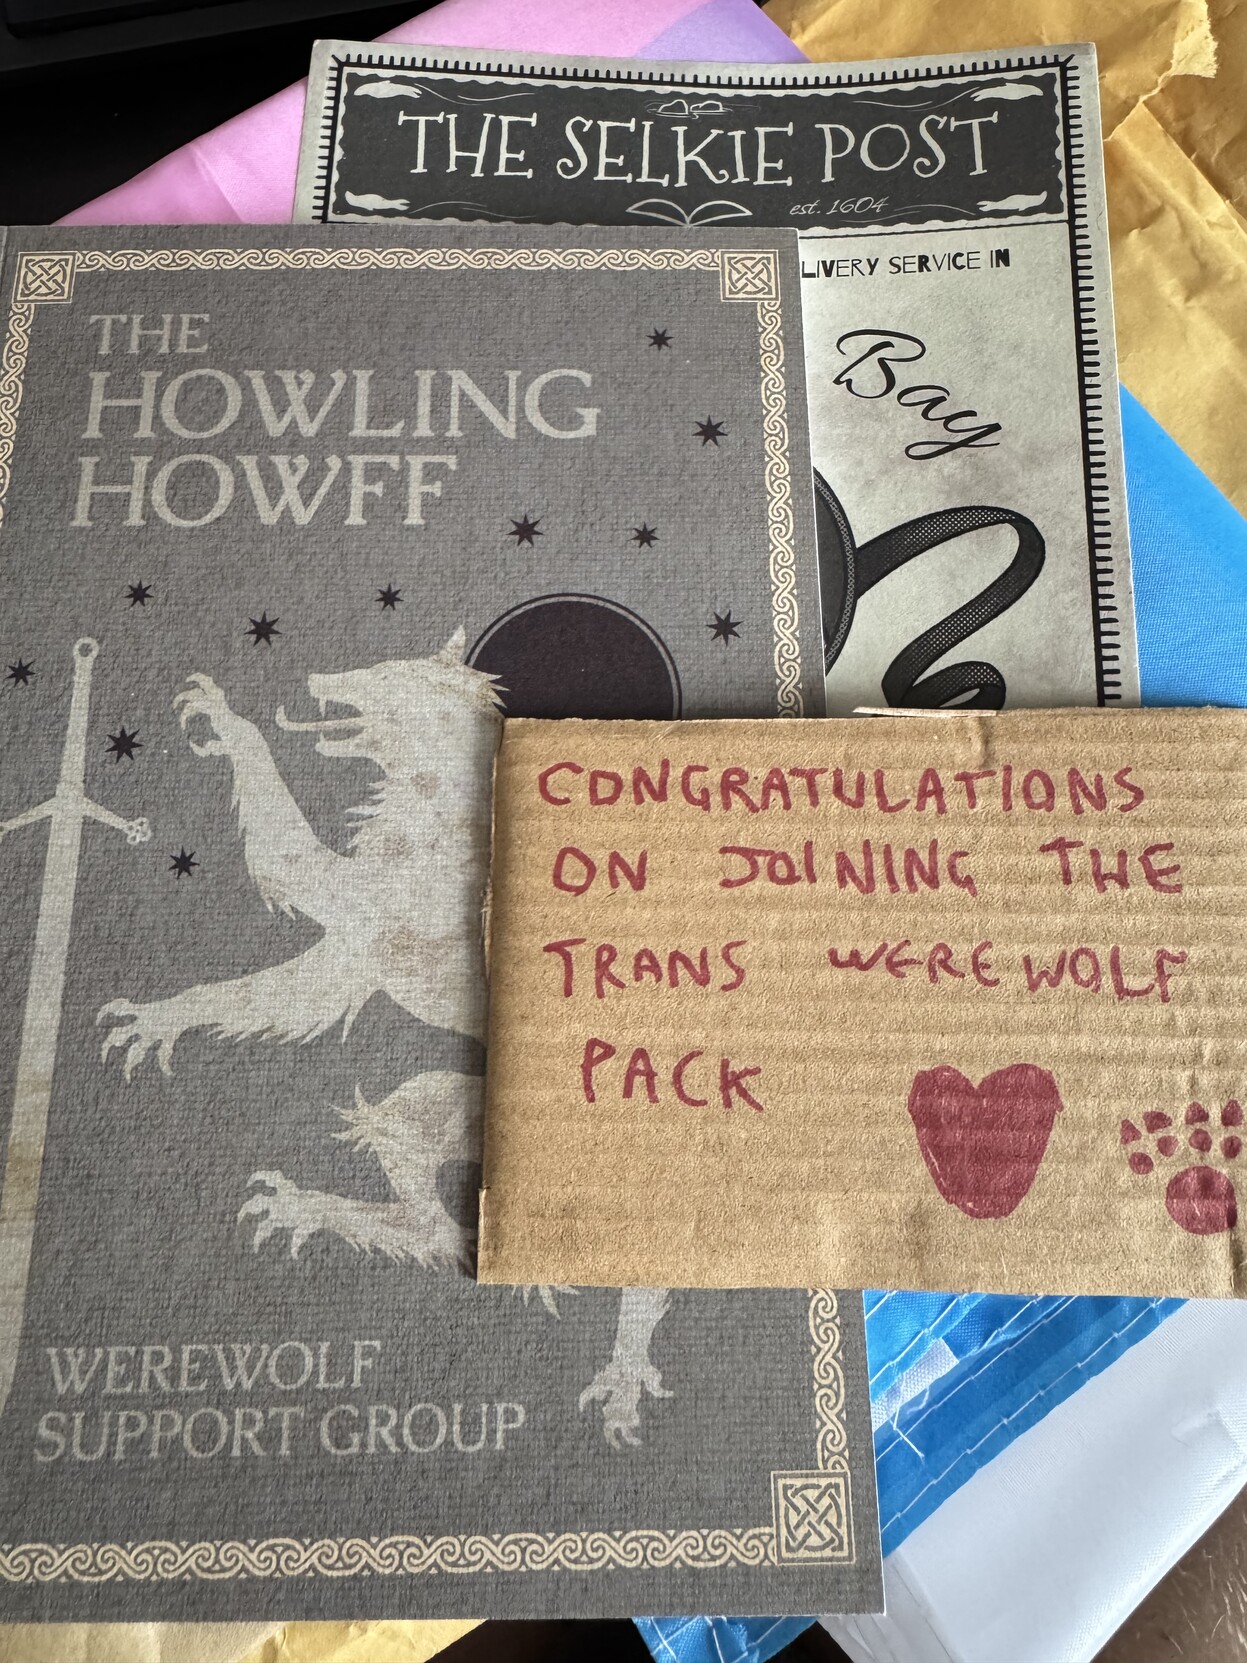 THE SELKIE POST
est. 1604
LIVERY SERVICE IN
Bay
THE
HOWLING
HOWFF
WEREWOLF
SUPPORT GROUP
CONGRATULATIONS
ON JOINING THE
TRANS WEREWOLF
PACK